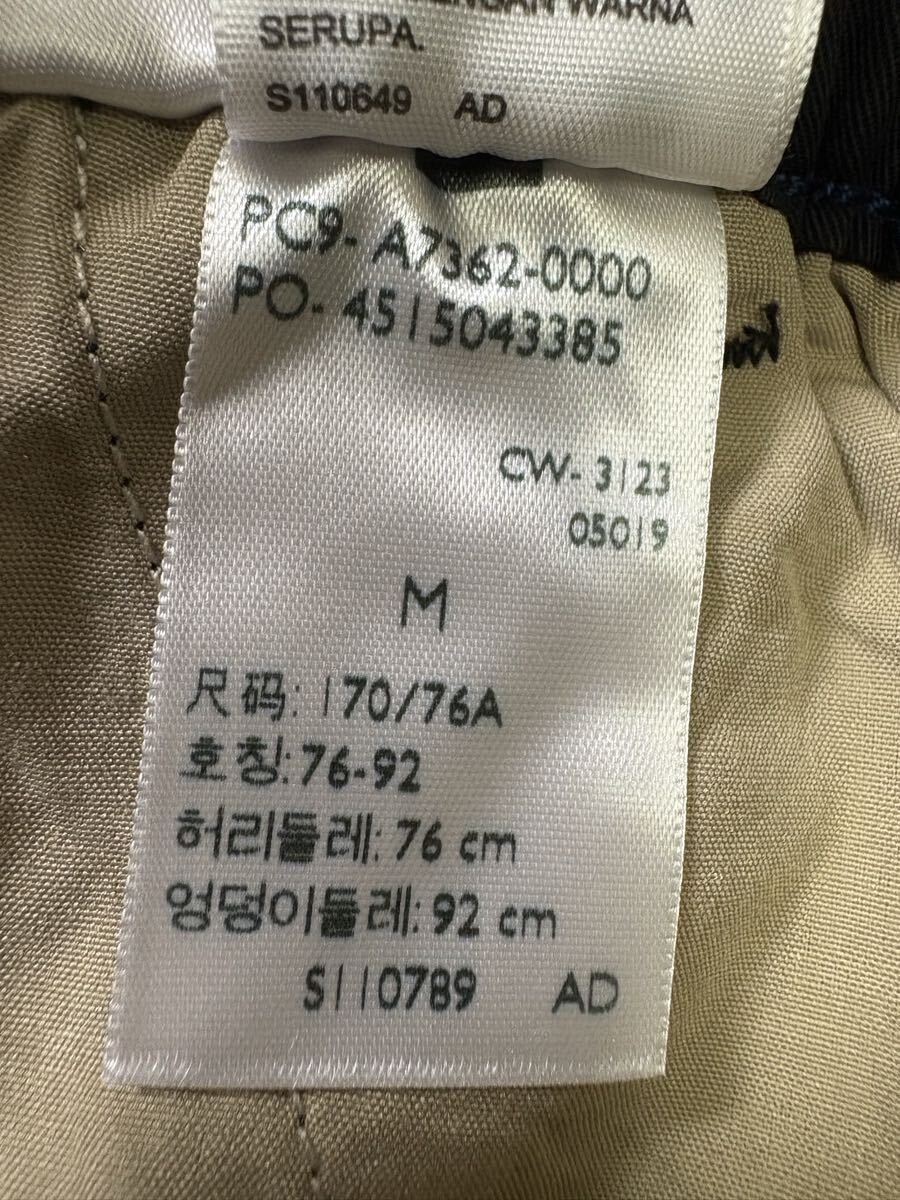 WARNA
SERUPA.
S110649 AD
PC9- A7362-0000
PO- 4515043385
CW- 3123
05019
M
尺码: 170/76A
호칭: 76-92
허리둘레: 76 cm
엉덩이둘레: 92 cm
S110789 AD